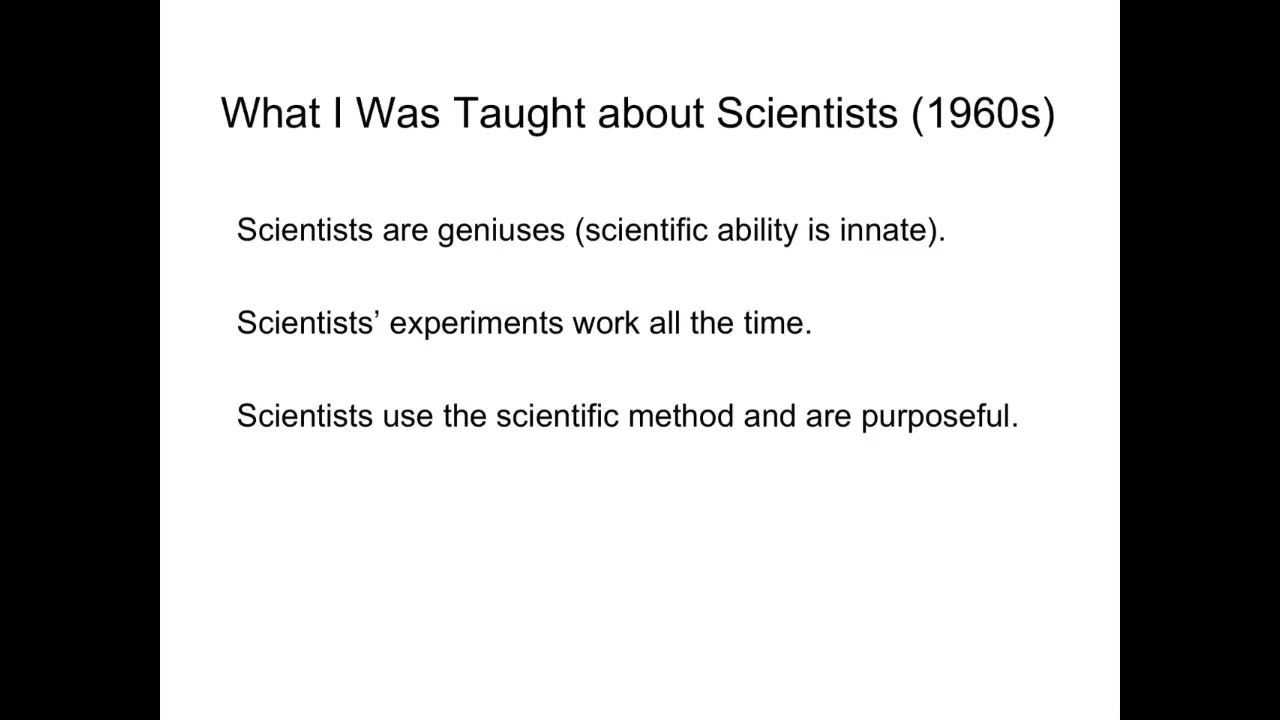 What I Was Taught about Scientists (1960s)
Scientists are geniuses (scientific ability is innate).
Scientists’ experiments work all the time.
Scientists use the scientific method and are purposeful.